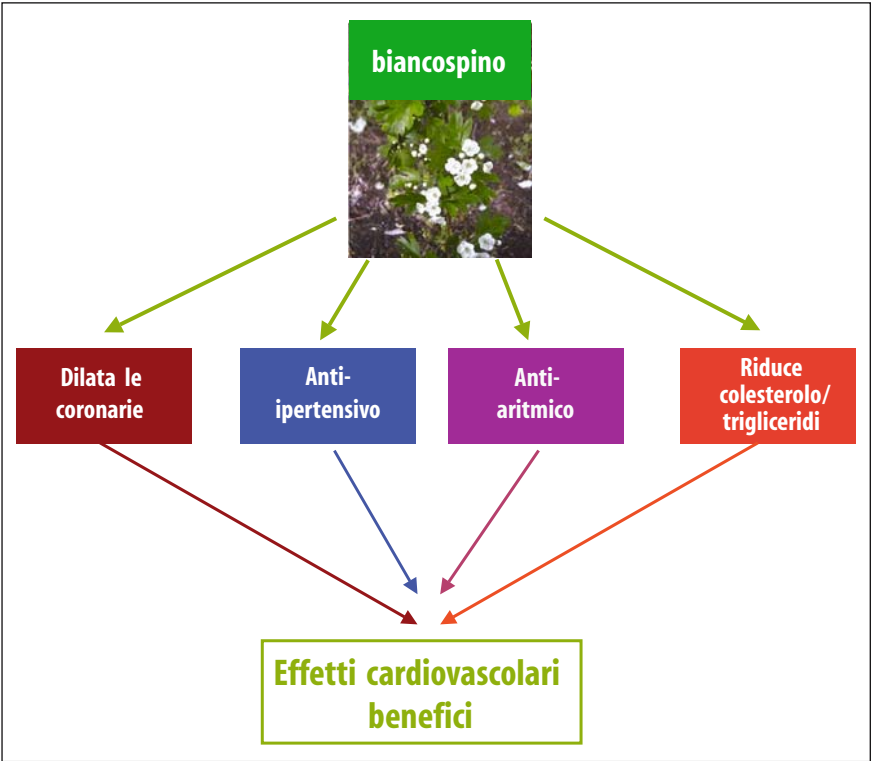 biancospino
Dilata le
coronarie
Anti-
ipertensivo
Anti-
aritmico
Riduce
colesterolo/
trigliceridi
Effetti cardiovascolari
benefici